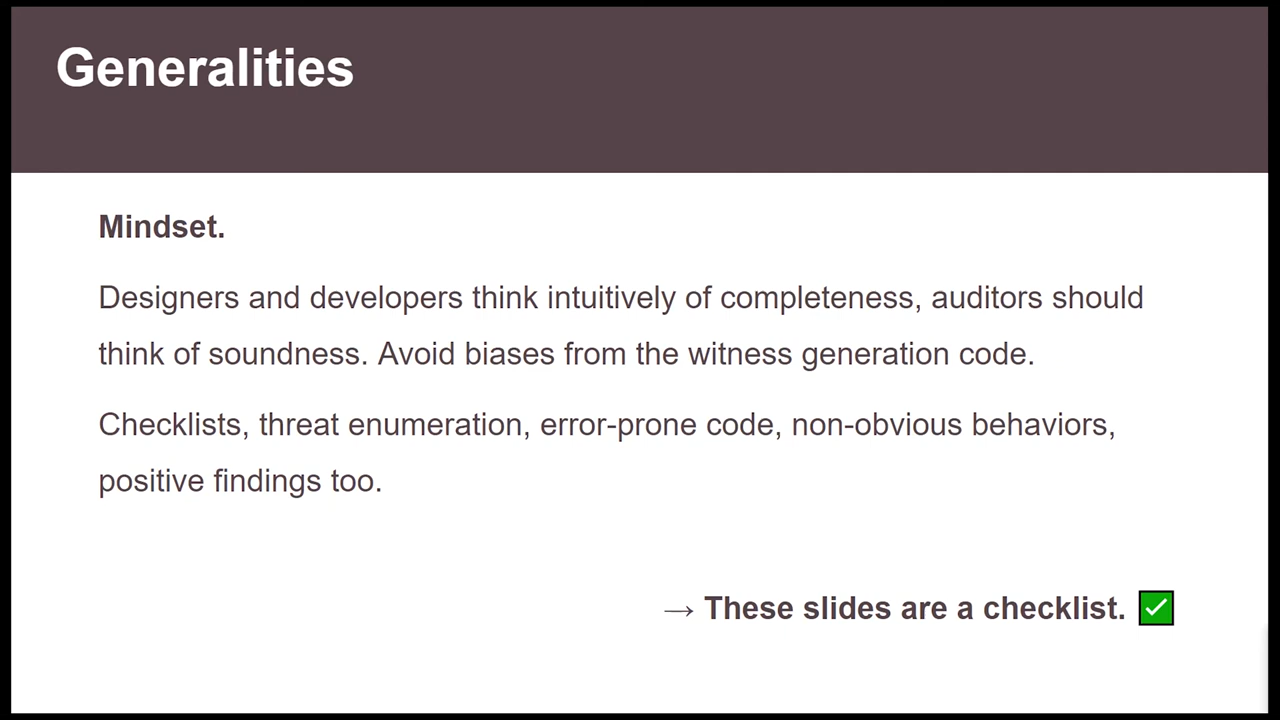 Generalities
Mindset.
Designers and developers think intuitively of completeness, auditors should
think of soundness. Avoid biases from the witness generation code.
Checklists, threat enumeration, error-prone code, non-obvious behaviors,
positive findings too.
→ These slides are a checklist. ✅